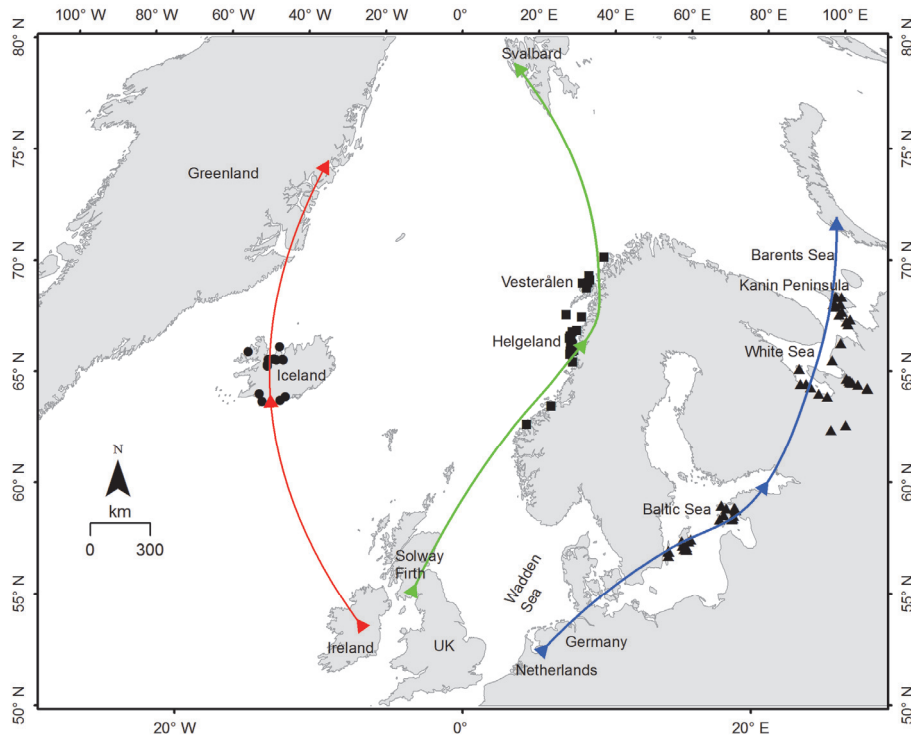 100° W 60° W 40° W 20° W 0° E 20° E 40° E 60° E 80° E 100° E
80° N 80° N
Svalbard
75° N 75° N
Greenland
70° N 70° N
Barents Sea
Vesterålen Kanin Peninsula
Helgeland White Sea
65° N Iceland 65° N
N
60° N 60° N
km Baltic Sea
0 300
Solway
Firth
55° N Wadden 55° N
Sea
Ireland UK Germany
Netherlands
50° N 50° N
20° W 0° E 20° E